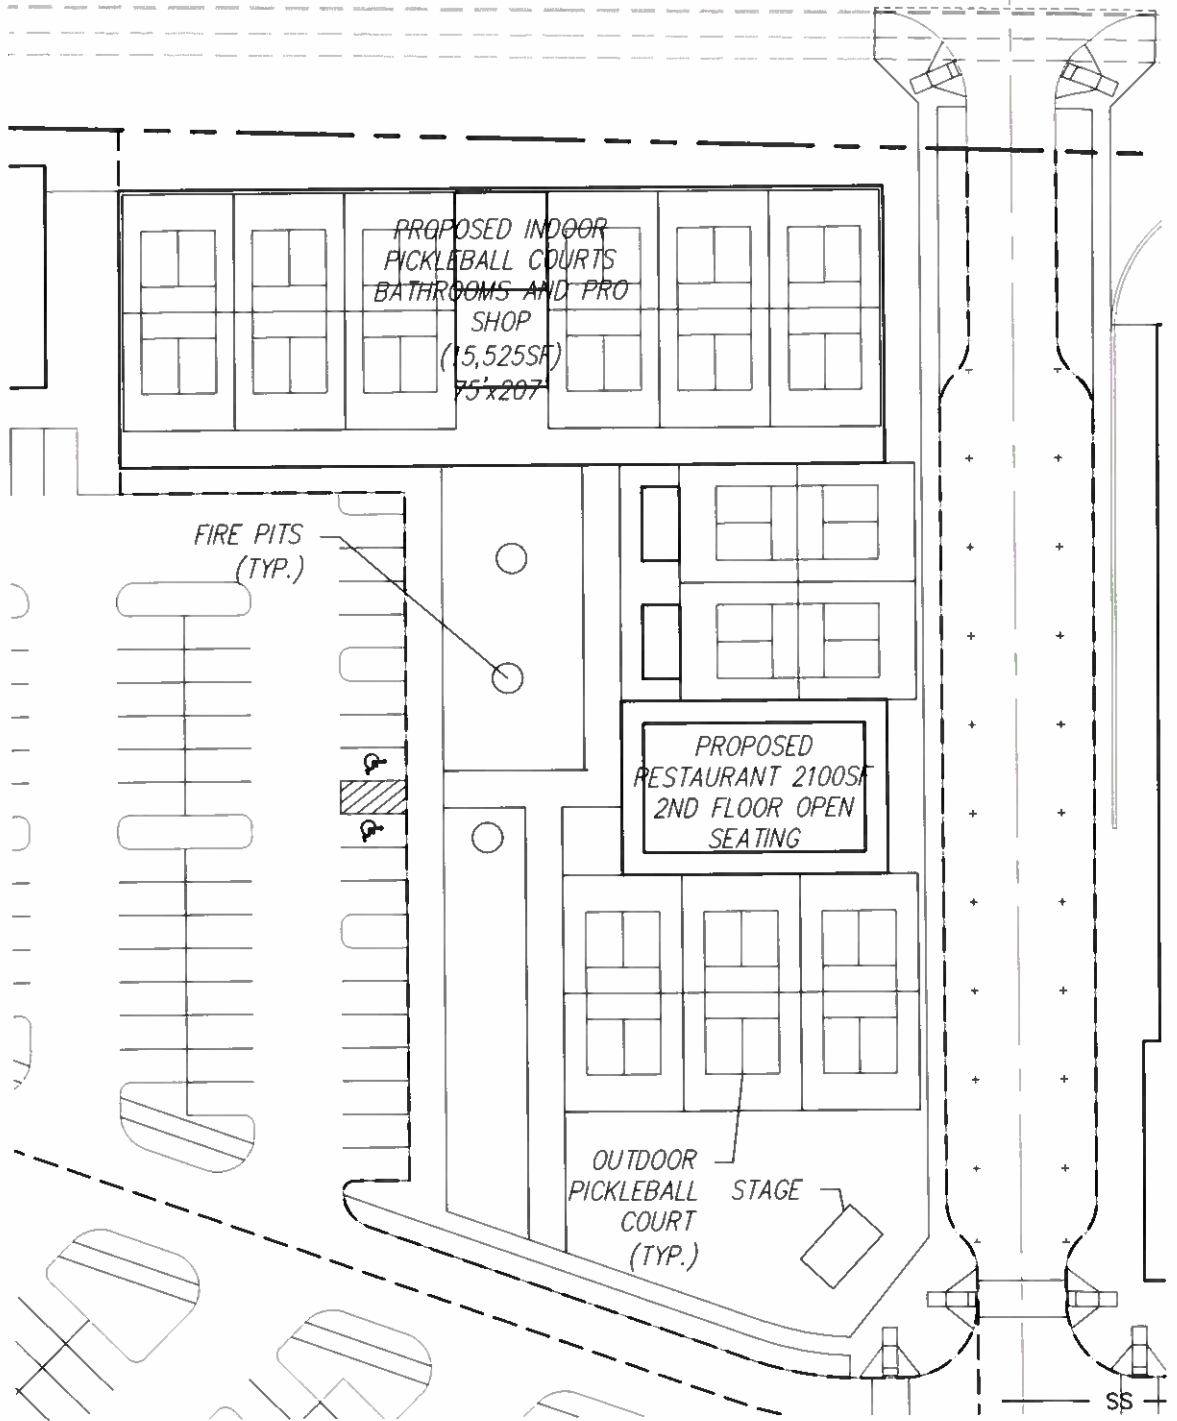 PROPOSED INDOOR
PICKLEBALL COURTS
BATHROOMS AND PRO
SHOP
(15,525SF)
75'x207'
FIRE PITS
(TYP.)
PROPOSED
RESTAURANT 2100SF
2ND FLOOR OPEN
SEATING
OUTDOOR
PICKLEBALL
COURT
(TYP.)
STAGE
SS